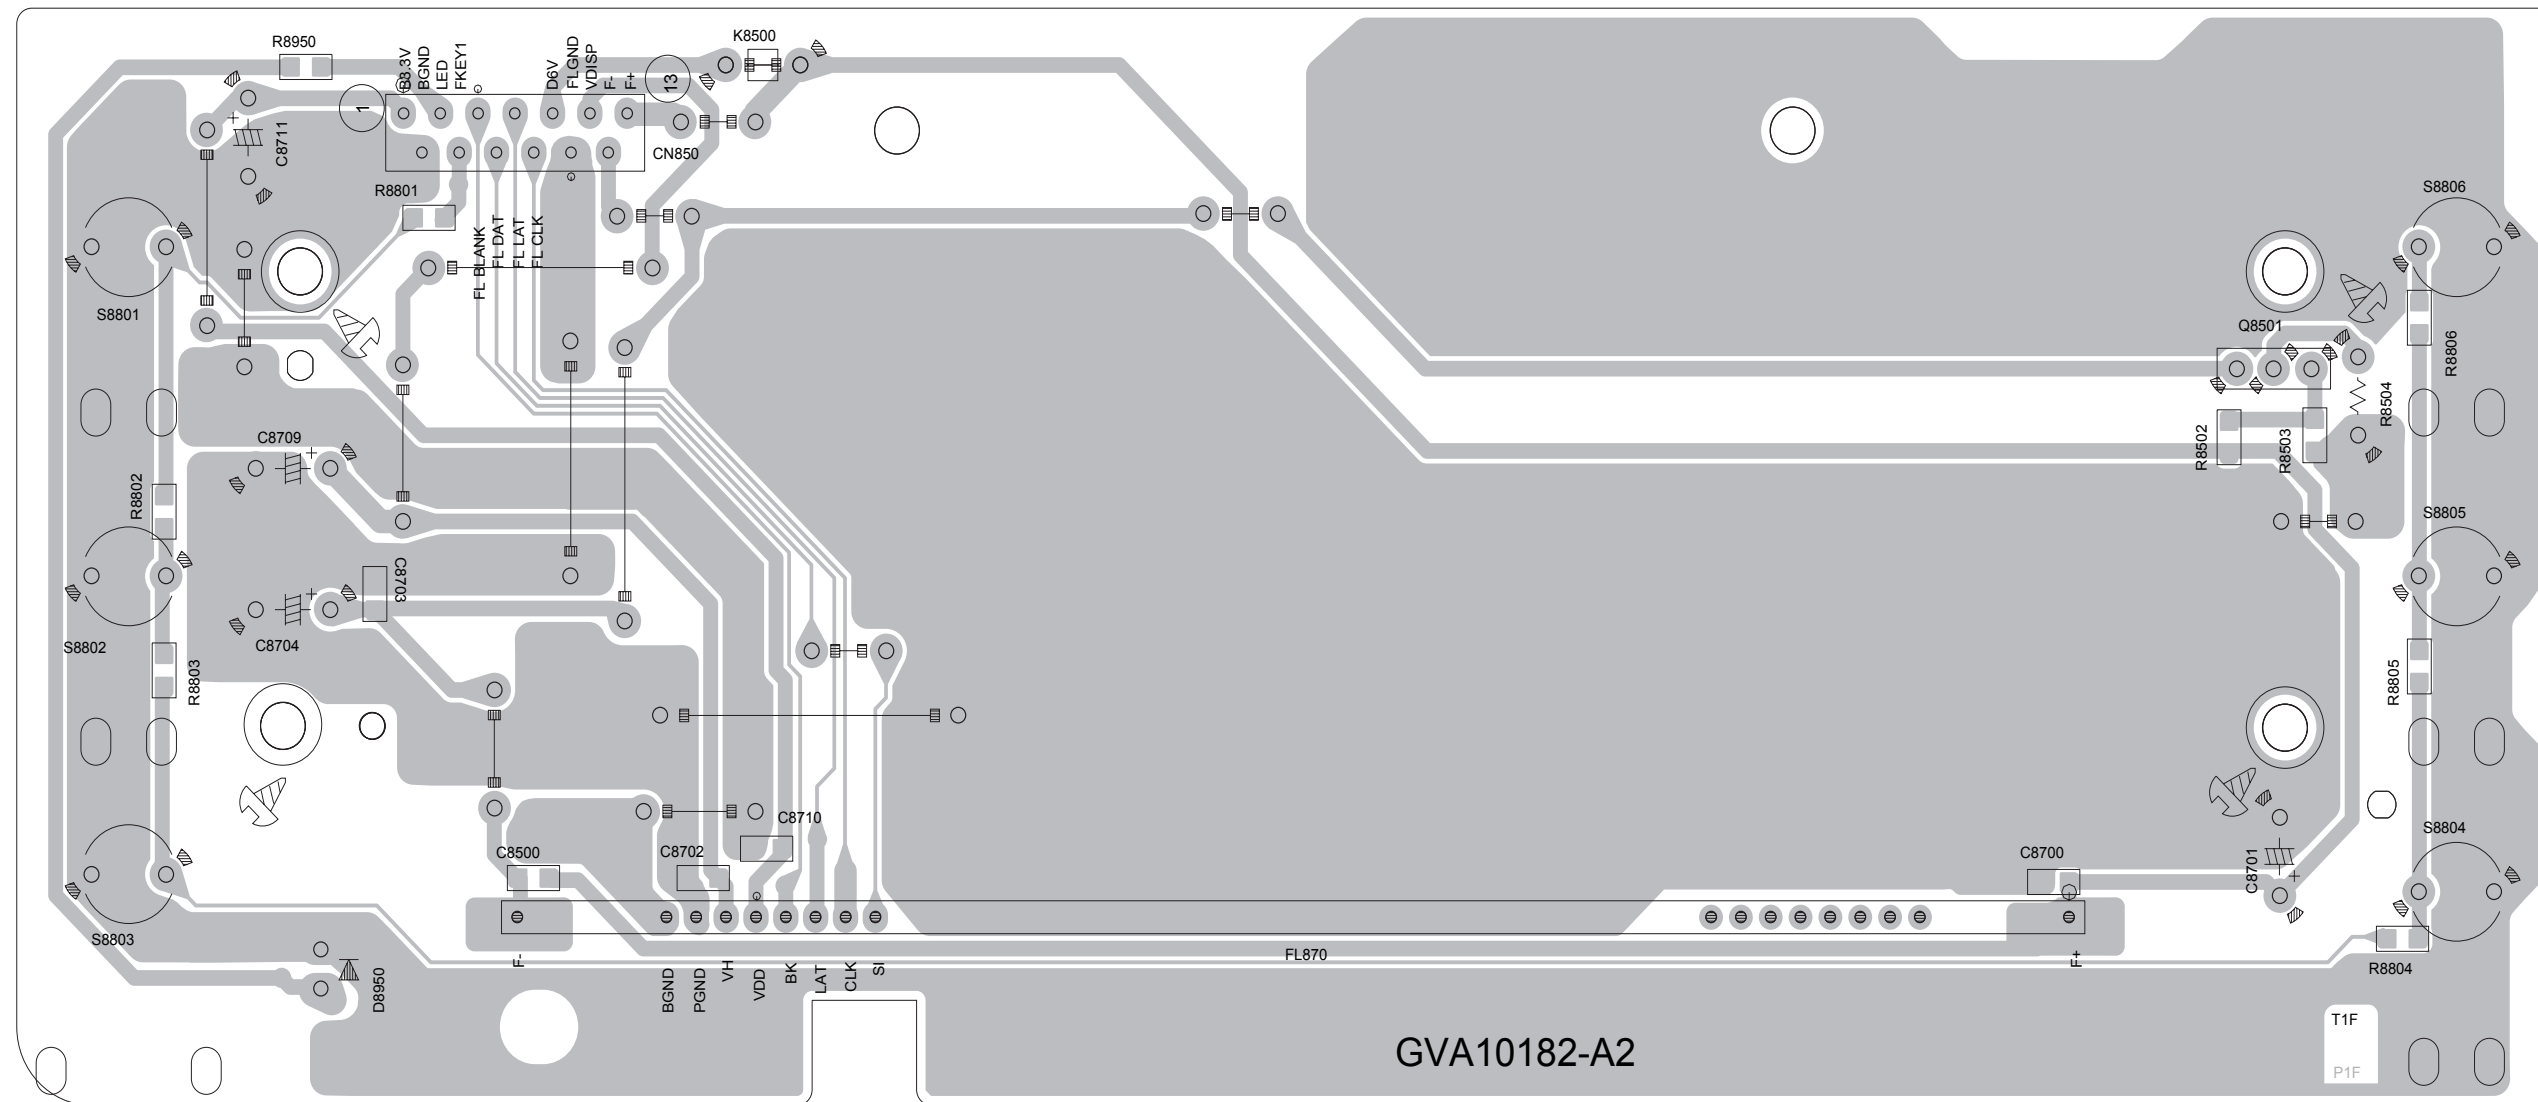 R8950
K8500
B8.3V
BGND
LED
FKEY1
D6V
FLGND
VDISP
F-
F+
1
13
+
C8711
CN850
R8801
FL BLANK
FL DAT
FL LAT
FL CLK
S8801
S8806
Q8501
R8806
R8504
R8502
R8503
C8709
+
R8802
S8805
C8703
+
C8704
S8802
R8803
R8805
C8710
S8804
C8500
C8702
C8700
C8701
+
S8803
FL870
R8804
F-
BGND
PGND
VH
VDD
BK
LAT
CLK
SI
F+
D8950
GVA10182-A2
T1F
P1F